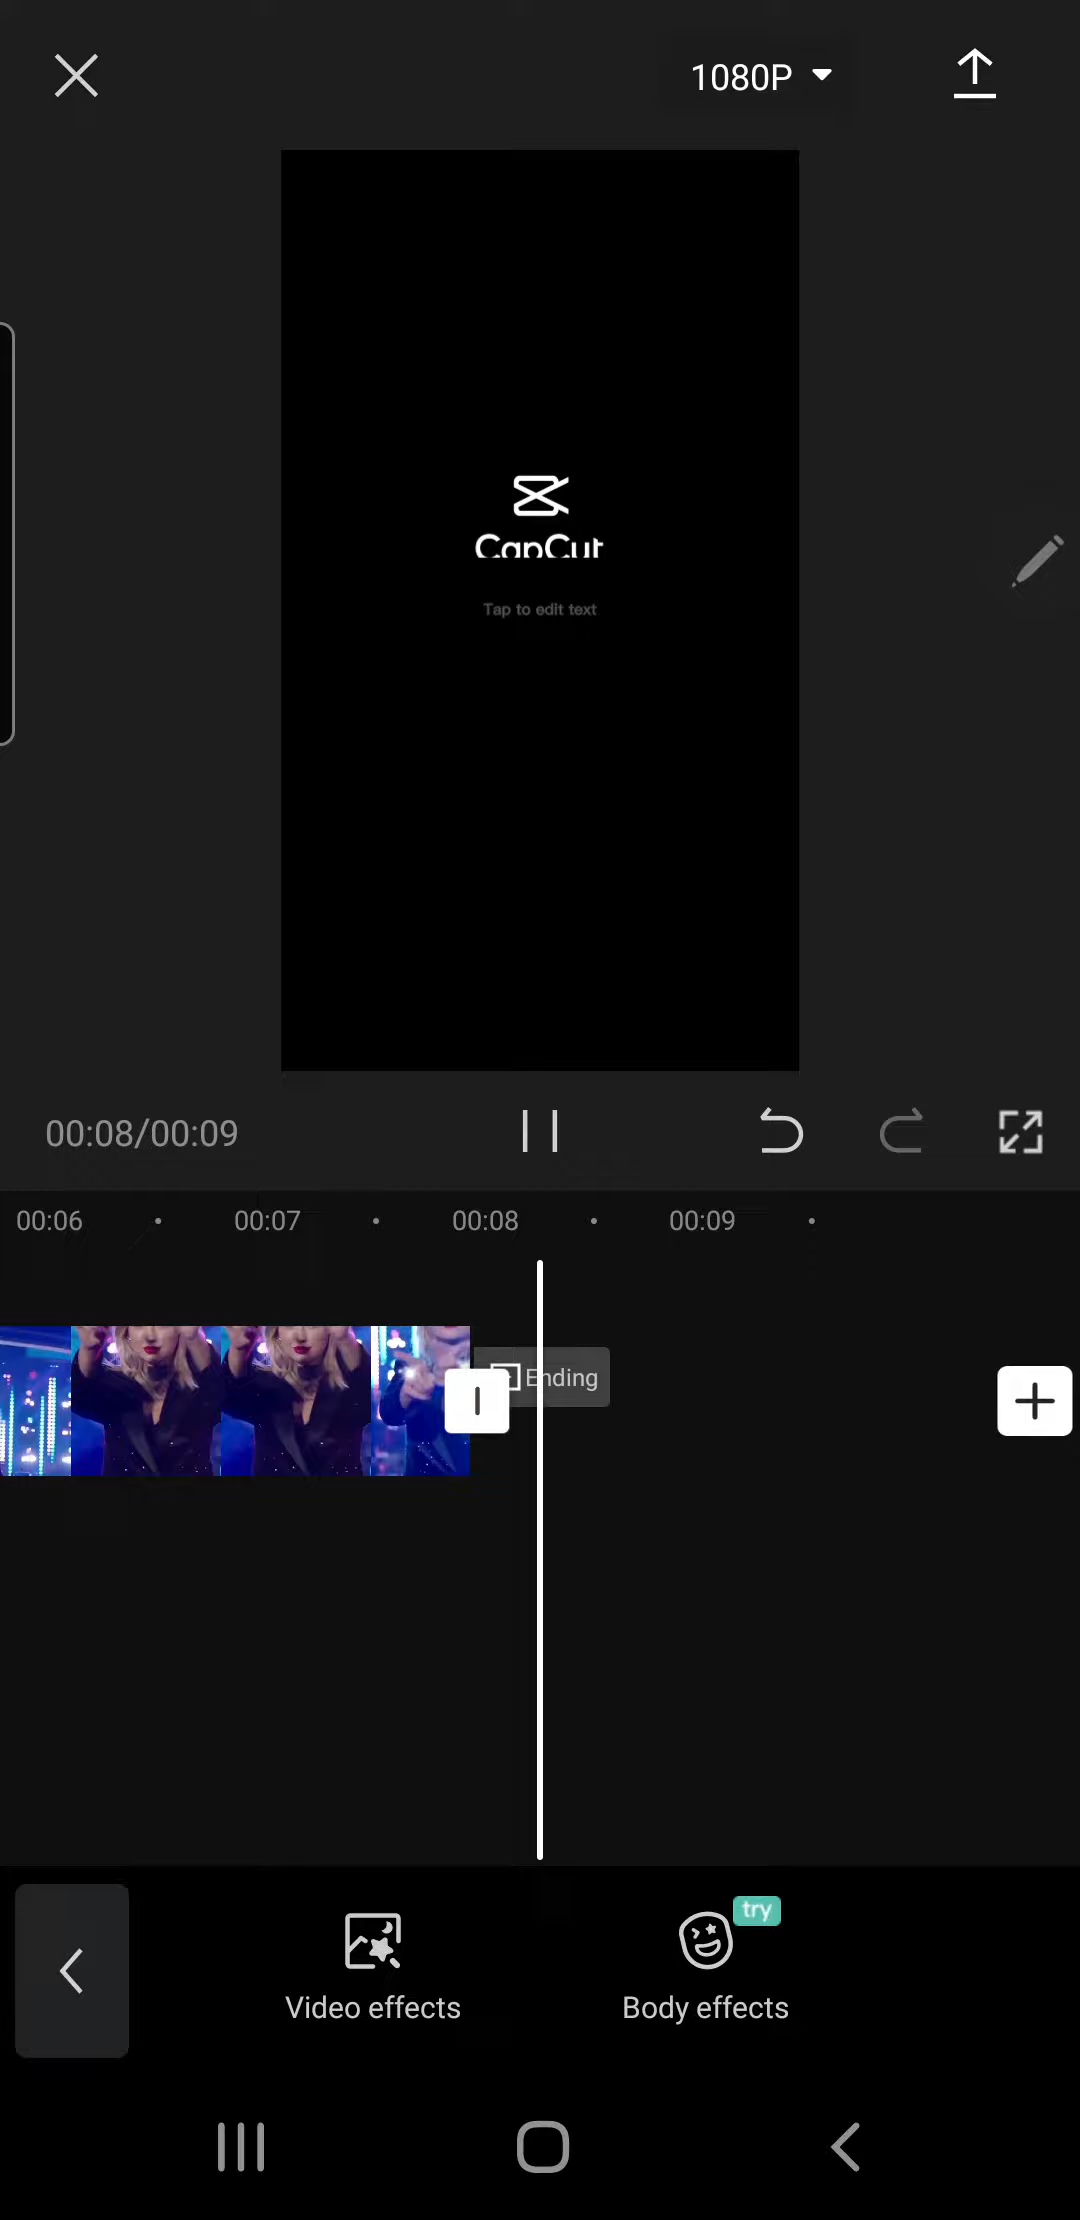 1080P
CapCut
Tap to edit text
00:08/00:09
00:06 00:07 00:08 00:09
Ending
try
Video effects Body effects